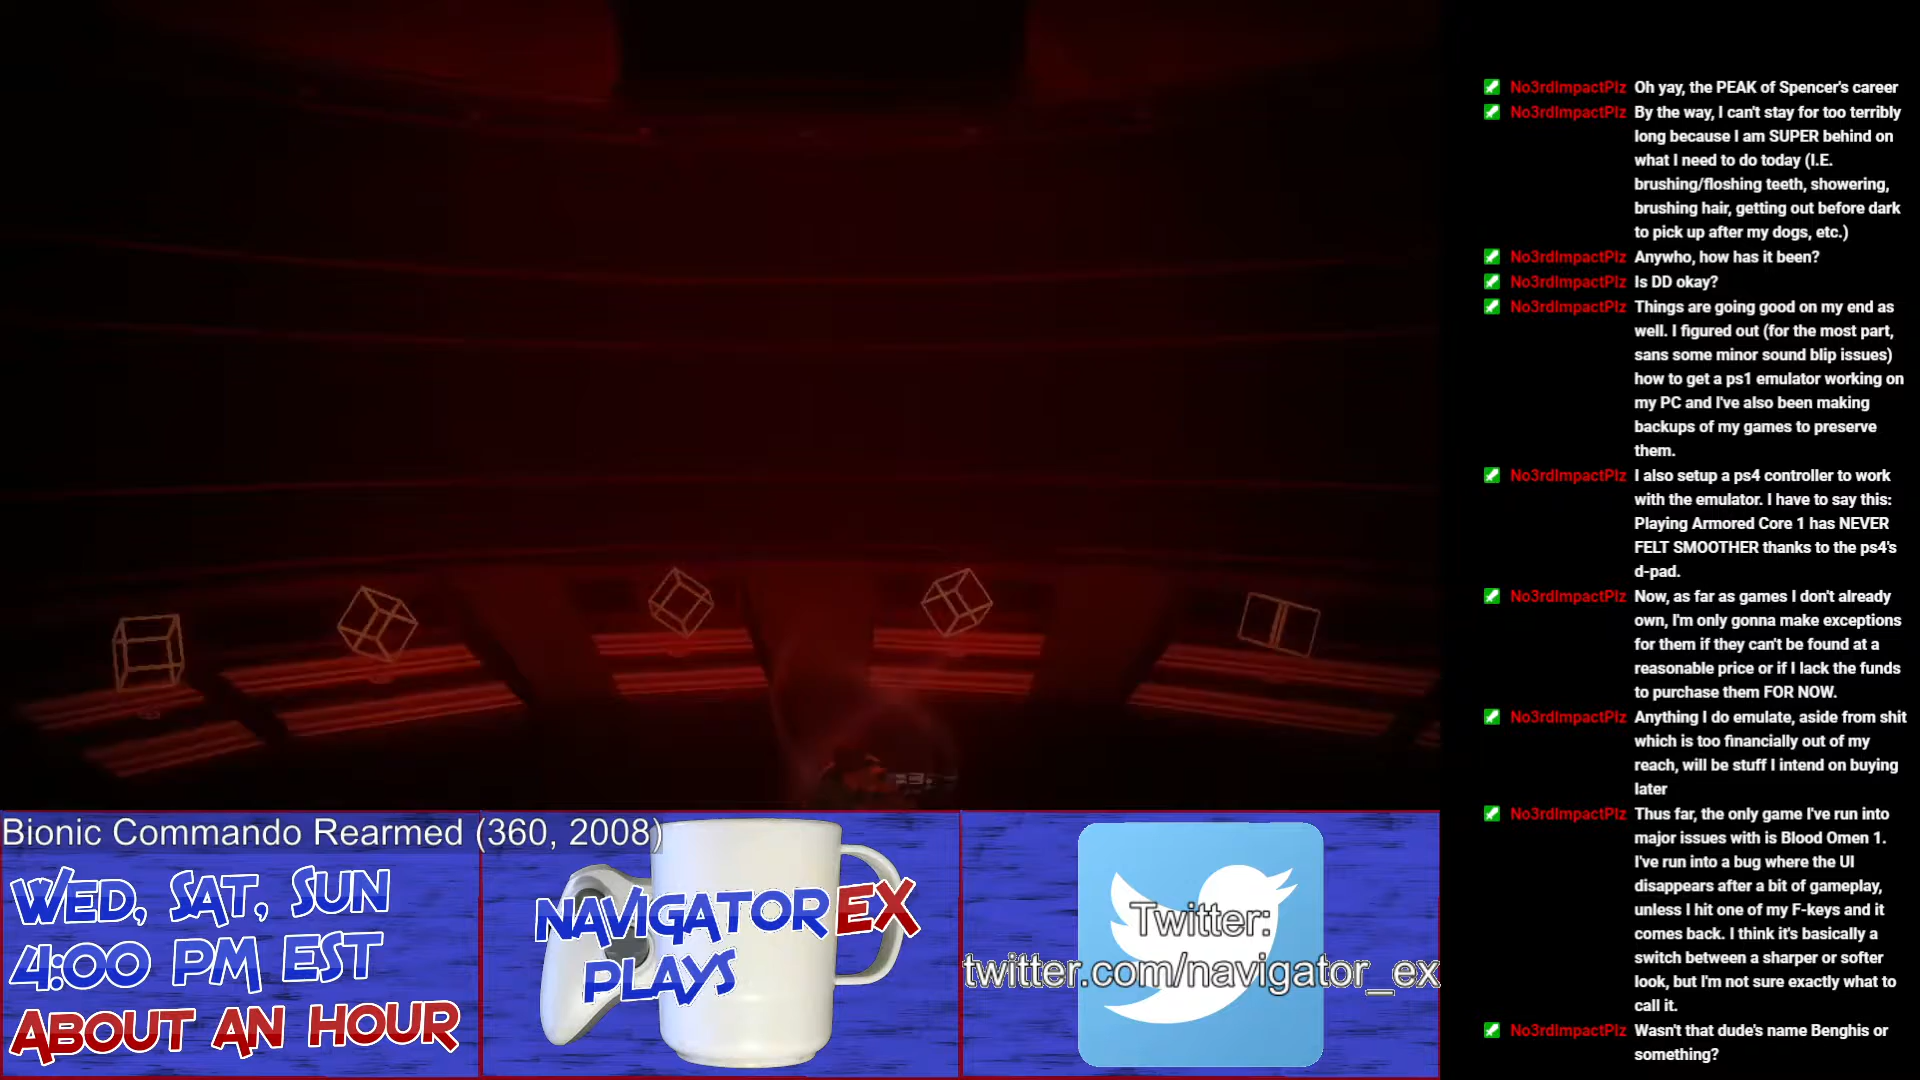 No3rdImpactPlz Oh yay, the PEAK of Spencer's career
No3rdImpactPlz By the way, I can't stay for too terribly
long because I am SUPER behind on
what I need to do today (I.E.
brushing/floshing teeth, showering,
brushing hair, getting out before dark
to pick up after my dogs, etc.)
No3rdImpactPlz Anywho, how has it been?
No3rdImpactPlz Is DD okay?
No3rdImpactPlz Things are going good on my end as
well. I figured out (for the most part,
sans some minor sound blip issues)
how to get a ps1 emulator working on
my PC and I've also been making
backups of my games to preserve
them.
No3rdImpactPlz I also setup a ps4 controller to work
with the emulator. I have to say this:
Playing Armored Core 1 has NEVER
FELT SMOOTHER thanks to the ps4's
d-pad.
No3rdImpactPlz Now, as far as games I don't already
own, I'm only gonna make exceptions
for them if they can't be found at a
reasonable price or if I lack the funds
to purchase them FOR NOW.
No3rdImpactPlz Anything I do emulate, aside from shit
which is too financially out of my
reach, will be stuff I intend on buying
later
No3rdImpactPlz Thus far, the only game I've run into
major issues with is Blood Omen 1.
I've run into a bug where the UI
disappears after a bit of gameplay,
unless I hit one of my F-keys and it
comes back. I think it's basically a
switch between a sharper or softer
look, but I'm not sure exactly what to
call it.
No3rdImpactPlz Wasn't that dude's name Benghis or
something?
Bionic Commando Rearmed (360, 2008)
WED, SAT, SUN
4:00 PM EST
ABOUT AN HOUR
NAVIGATOR EX
PLAYS
Twitter:
twitter.com/navigator_ex